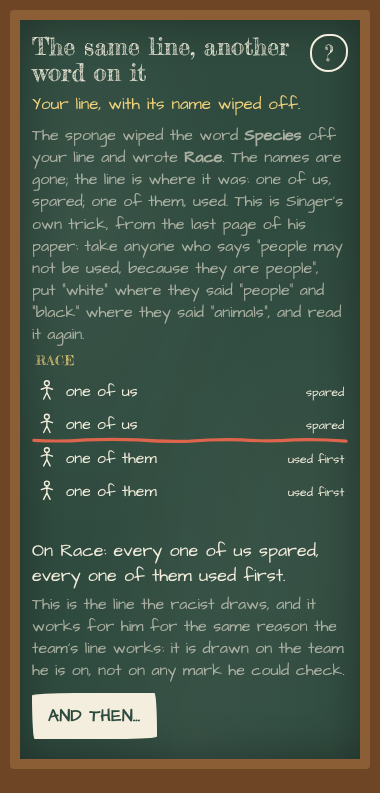 The same line, another
word on it
?
Your line, with its name wiped off.
The sponge wiped the word Species off
your line and wrote Race. The names are
gone; the line is where it was: one of us,
spared; one of them, used. This is Singer's
own trick, from the last page of his
paper: take anyone who says "people may
not be used, because they are people",
put "white" where they said "people" and
"black" where they said "animals", and read
it again.
RACE
one of us spared
one of us spared
one of them used first
one of them used first
On Race: every one of us spared,
every one of them used first.
This is the line the racist draws, and it
works for him for the same reason the
team's line works: it is drawn on the team
he is on, not on any mark he could check.
AND THEN...